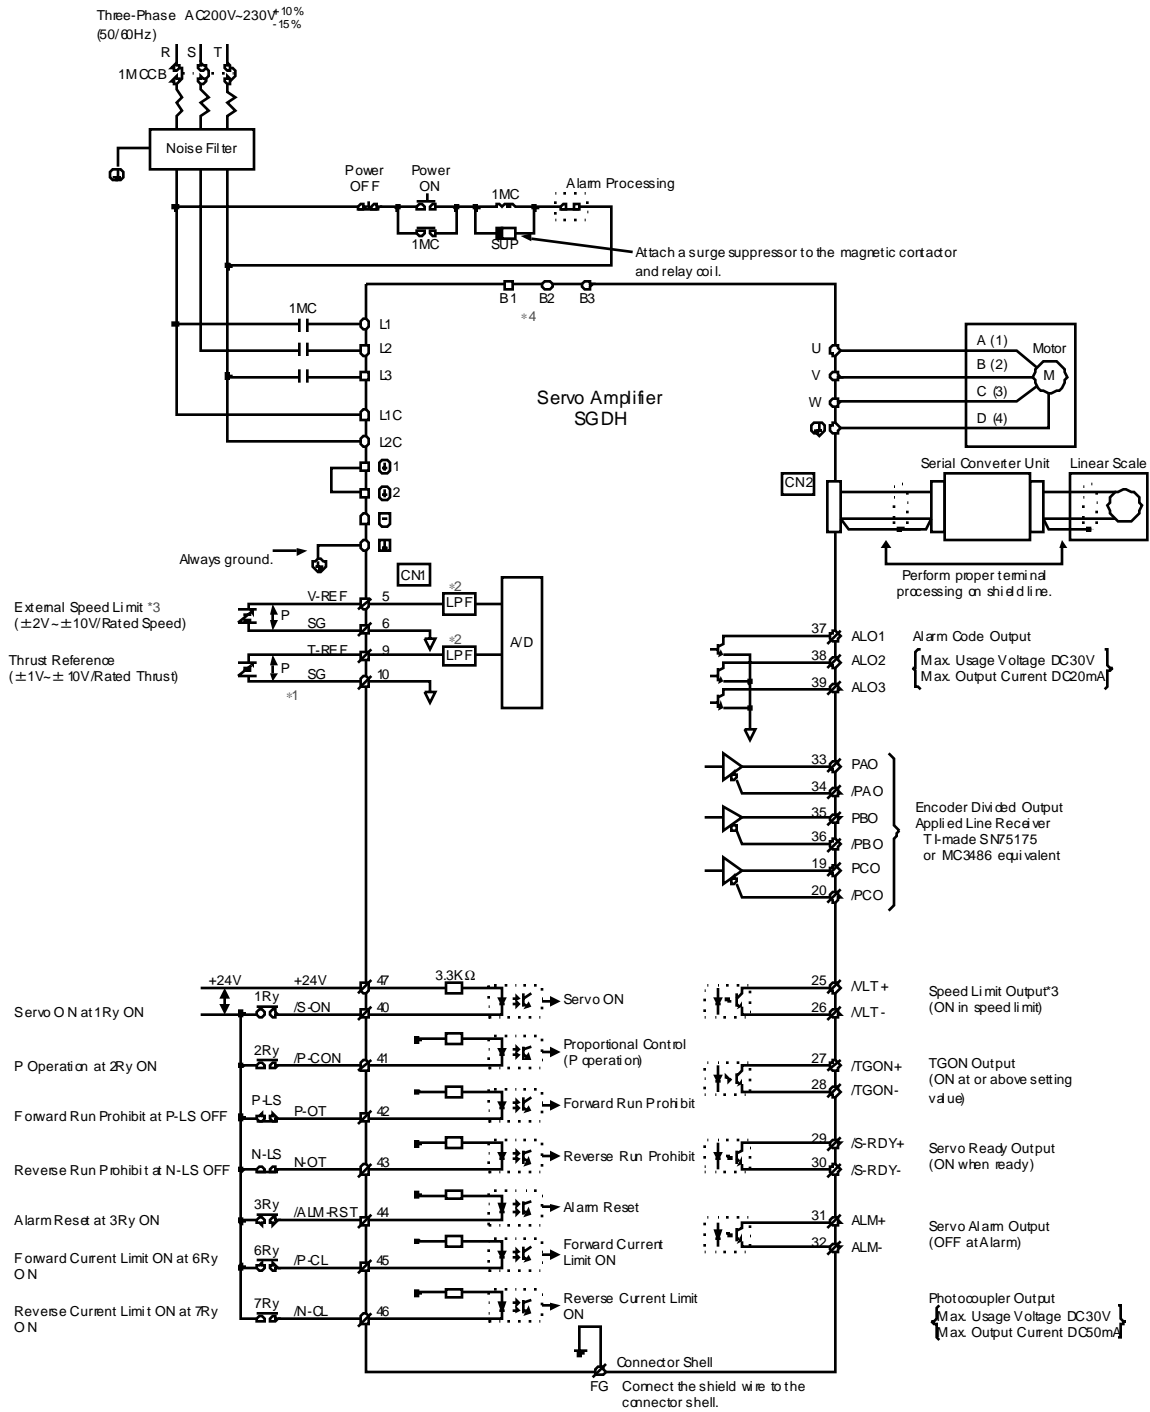 Three-Phase AC200V~230V +10% -15%
(50/60Hz)
R S T
1MCCB
Noise Filter
Power OFF
Power ON
1MC
Alarm Processing
1MC
SUP
Attach a surge suppressor to the magnetic contactor
and relay coil.
B1 B2 B3
*4
1MC
L1
L2
L3
L1C
L2C
1
2
Servo Amplifier
SGDH
U
V
W
A (1)
B (2)
C (3)
D (4)
Motor
M
CN2
Serial Converter Unit
Linear Scale
Perform proper terminal
processing on shield line.
Always ground.
CN1
External Speed Limit *3
(±2V~±10V/Rated Speed)
P
V-REF 5
SG 6
*2
LPF
Thrust Reference
(±1V~±10V/Rated Thrust)
P
T-REF 9
SG 10
*1
*2
LPF
A/D
37 ALO1
38 ALO2
39 ALO3
Alarm Code Output
Max. Usage Voltage DC30V
Max. Output Current DC20mA
33 PAO
34 /PAO
35 PBO
36 /PBO
19 PCO
20 /PCO
Encoder Divided Output
Applied Line Receiver
TI-made SN75175
or MC3486 equivalent
+24V +24V 47 3.3KΩ
Servo ON at 1Ry ON
1Ry /S-ON 40
Servo ON
P Operation at 2Ry ON
2Ry /P-CON 41
Proportional Control
(P operation)
Forward Run Prohibit at P-LS OFF
P-LS P-OT 42
Forward Run Prohibit
Reverse Run Prohibit at N-LS OFF
N-LS N-OT 43
Reverse Run Prohibit
Alarm Reset at 3Ry ON
3Ry /ALM-RST 44
Alarm Reset
Forward Current Limit ON at 6Ry
ON
6Ry /P-CL 45
Forward Current
Limit ON
Reverse Current Limit ON at 7Ry
ON
7Ry /N-CL 46
Reverse Current Limit
ON
25 /VLT+
26 /VLT-
Speed Limit Output*3
(ON in speed limit)
27 /TGON+
28 /TGON-
TGON Output
(ON at or above setting
value)
29 /S-RDY+
30 /S-RDY-
Servo Ready Output
(ON when ready)
31 ALM+
32 ALM-
Servo Alarm Output
(OFF at Alarm)
Photocoupler Output
Max. Usage Voltage DC30V
Max. Output Current DC50mA
Connector Shell
FG
Connect the shield wire to the
connector shell.